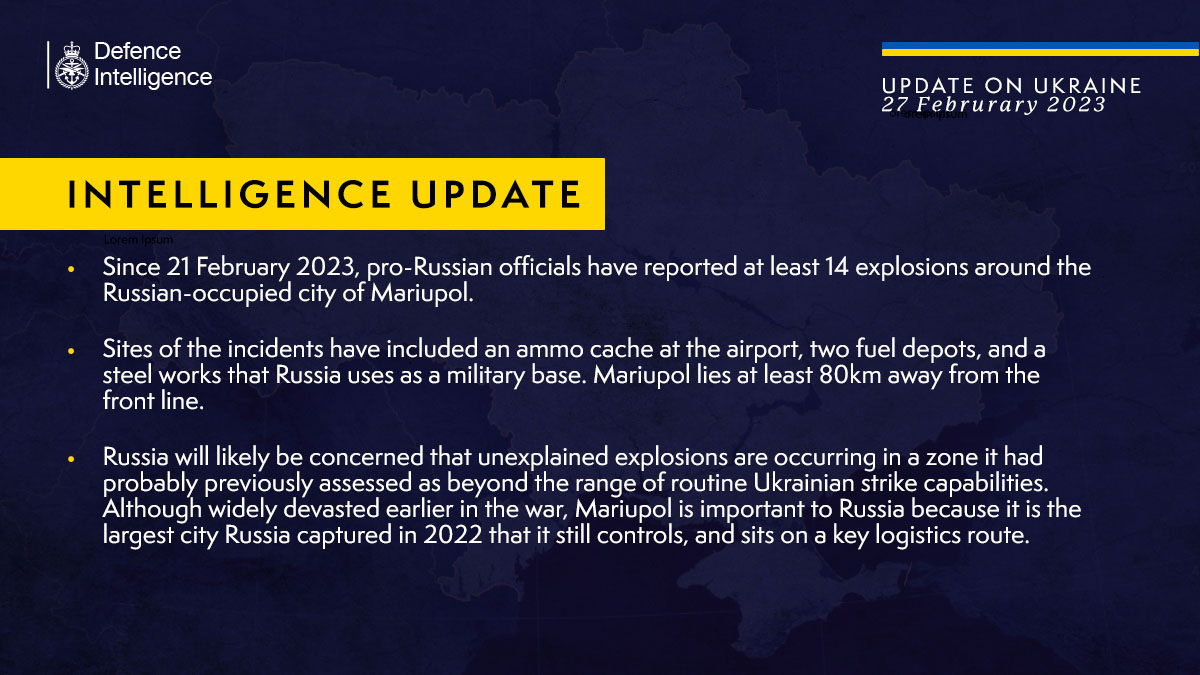 Defence
Intelligence
UPDATE ON UKRAINE
27 Februrary 2023
INTELLIGENCE UPDATE
Lorem ipsum
• Since 21 February 2023, pro-Russian officials have reported at least 14 explosions around the
Russian-occupied city of Mariupol.
• Sites of the incidents have included an ammo cache at the airport, two fuel depots, and a
steel works that Russia uses as a military base. Mariupol lies at least 80km away from the
front line.
• Russia will likely be concerned that unexplained explosions are occurring in a zone it had
probably previously assessed as beyond the range of routine Ukrainian strike capabilities.
Although widely devasted earlier in the war, Mariupol is important to Russia because it is the
largest city Russia captured in 2022 that it still controls, and sits on a key logistics route.